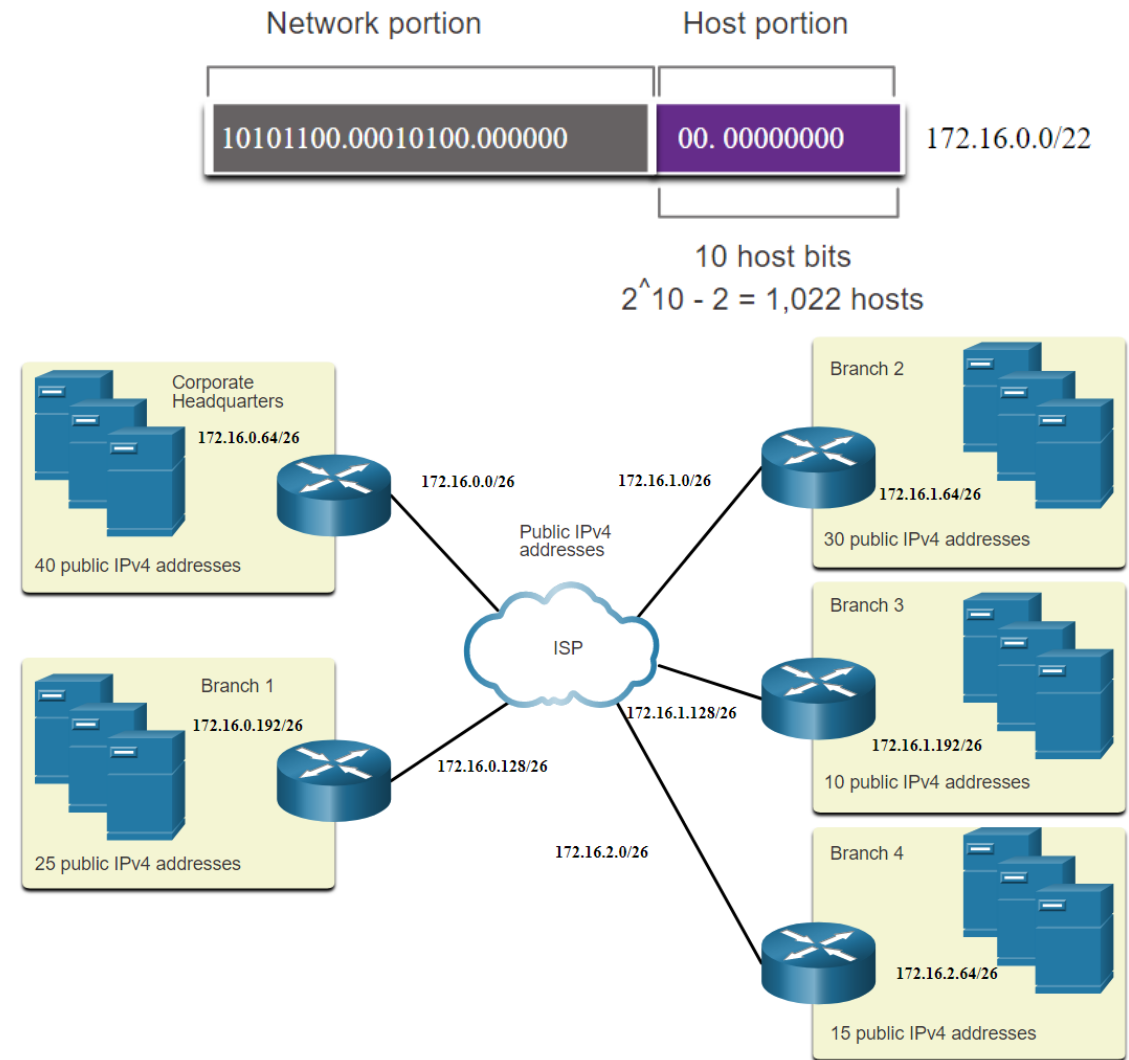 Network portion
Host portion
10101100.00010100.000000
00. 00000000
172.16.0.0/22
10 host bits
2^10 - 2 = 1,022 hosts
Corporate
Headquarters
172.16.0.64/26
40 public IPv4 addresses
172.16.0.0/26
Public IPv4
addresses
ISP
172.16.1.0/26
Branch 2
172.16.1.64/26
30 public IPv4 addresses
Branch 1
172.16.0.192/26
25 public IPv4 addresses
172.16.0.128/26
172.16.1.128/26
Branch 3
172.16.1.192/26
10 public IPv4 addresses
172.16.2.0/26
Branch 4
172.16.2.64/26
15 public IPv4 addresses